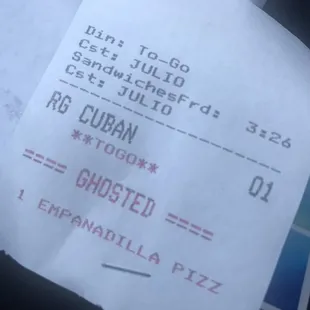 Din: To-Go
Cst: JULIO
SandwichesFrd: 3:26
Cst: JULIO
--------------------
RG CUBAN 01
**TOGO**
--------------------
==== GHOSTED ====
1 EMPANADILLA PIZZ